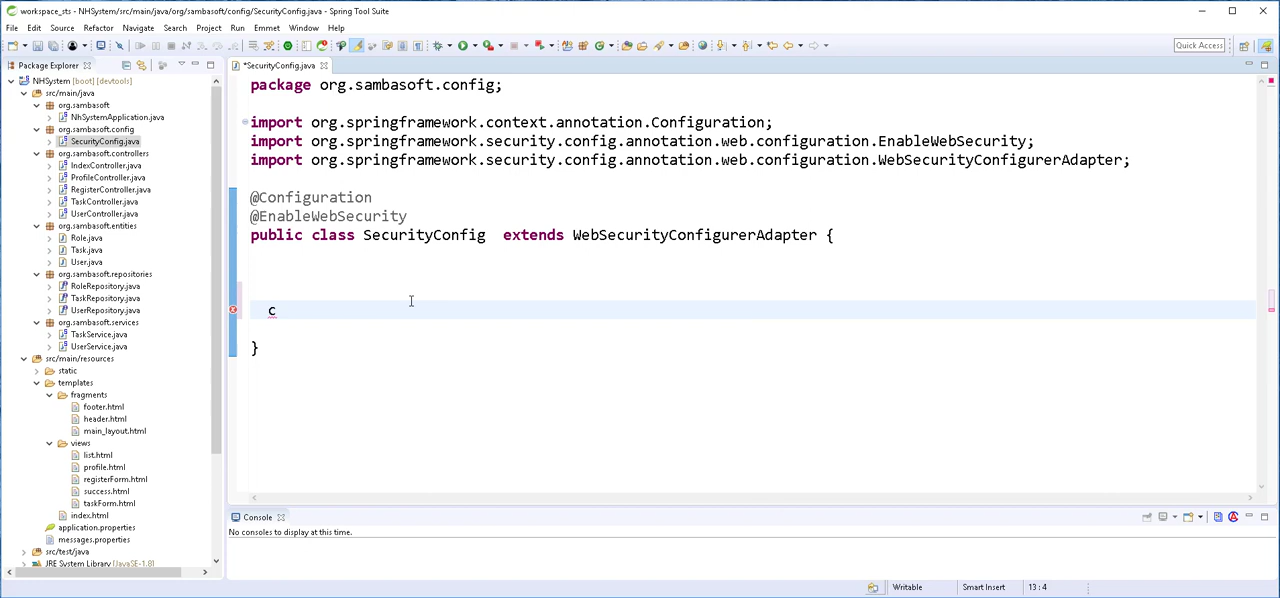 workspace_sts - NHSystem/src/main/java/org/sambasoft/config/SecurityConfig.java - Spring Tool Suite
File Edit Source Refactor Navigate Search Project Run Emmet Window Help
Quick Access
Package Explorer
NHSystem [boot] [devtools]
src/main/java
org.sambasoft
NhSystemApplication.java
org.sambasoft.config
SecurityConfig.java
org.sambasoft.controllers
IndexController.java
ProfileController.java
RegisterController.java
TaskController.java
UserController.java
org.sambasoft.entities
Role.java
Task.java
User.java
org.sambasoft.repositories
RoleRepository.java
TaskRepository.java
UserRepository.java
org.sambasoft.services
TaskService.java
UserService.java
src/main/resources
static
templates
fragments
footer.html
header.html
main_layout.html
views
list.html
profile.html
registerForm.html
success.html
taskForm.html
index.html
application.properties
messages.properties
src/test/java
JRE System Library [JavaSE-1.8]
*SecurityConfig.java
package org.sambasoft.config;
import org.springframework.context.annotation.Configuration;
import org.springframework.security.config.annotation.web.configuration.EnableWebSecurity;
import org.springframework.security.config.annotation.web.configuration.WebSecurityConfigurerAdapter;
@Configuration
@EnableWebSecurity
public class SecurityConfig  extends WebSecurityConfigurerAdapter {
c
}
Console
No consoles to display at this time.
Writable Smart Insert 13 : 4